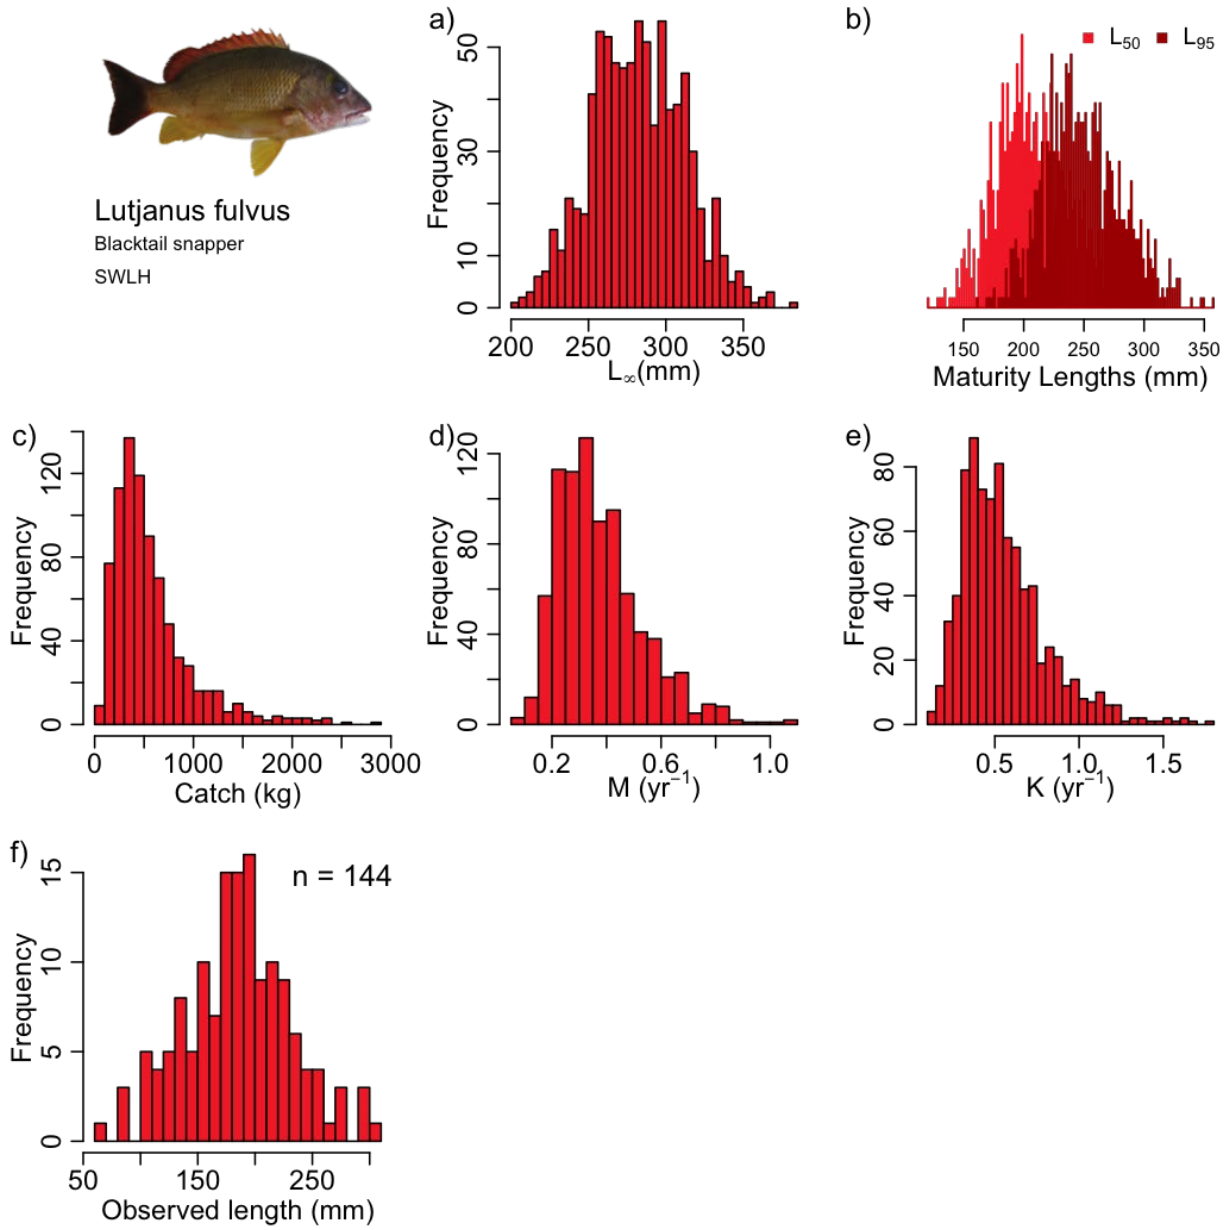 Lutjanus fulvus
Blacktail snapper
SWLH
a)
Frequency
0 10 30 50
200 250 300 350
L∞(mm)
b)
L50 L95
150 200 250 300 350
Maturity Lengths (mm)
c)
Frequency
0 40 80 120
0 1000 2000 3000
Catch (kg)
d)
Frequency
0 40 80 120
0.2 0.6 1.0
M (yr−1)
e)
Frequency
0 20 40 60 80
0.5 1.0 1.5
K (yr−1)
f)
n = 144
Frequency
0 5 10 15
50 150 250
Observed length (mm)